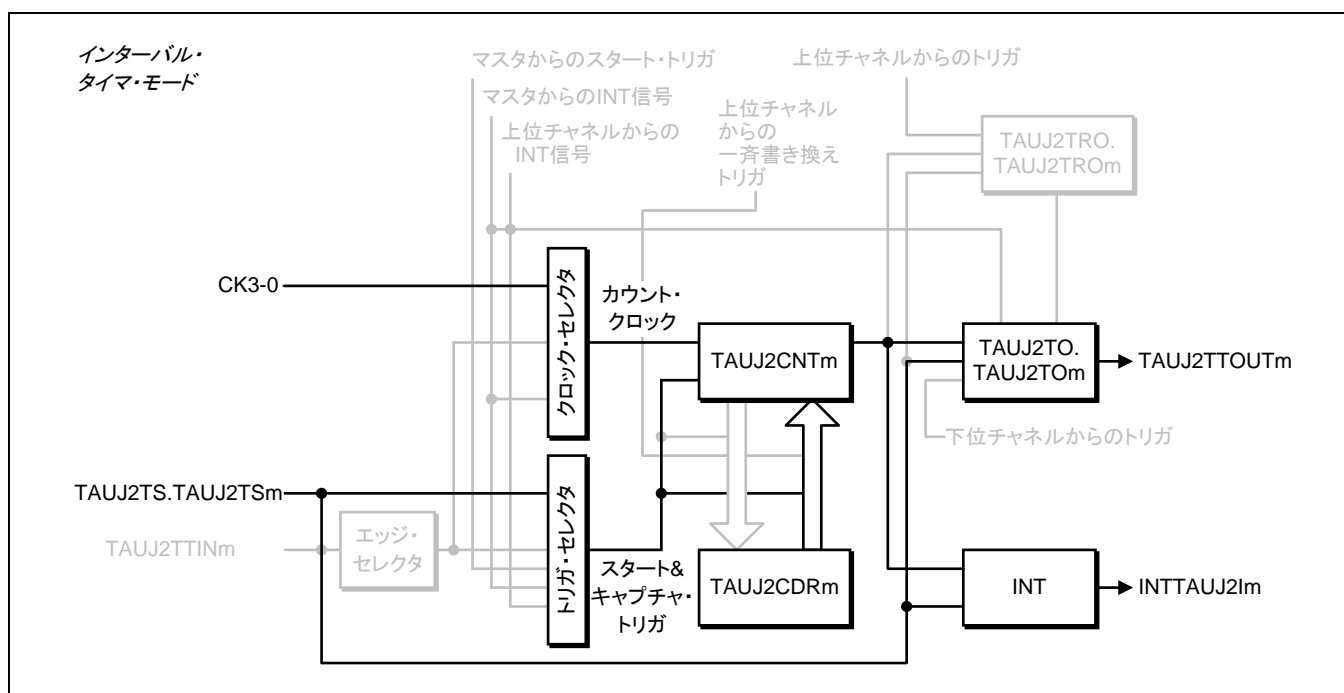 インターバル・
タイマ・モード
マスタからのスタート・トリガ
マスタからのINT信号
上位チャネルからの
INT信号
上位チャネル
からの
一斉書き換え
トリガ
上位チャネルからのトリガ
TAUJ2TRO.
TAUJ2TROm
CK3-0
クロック・セレクタ
カウント・
クロック
TAUJ2CNTm
TAUJ2TO.
TAUJ2TOm
TAUJ2TTOUTm
下位チャネルからのトリガ
TAUJ2TS.TAUJ2TSm
TAUJ2TTINm
エッジ・
セレクタ
トリガ・セレクタ
スタート&
キャプチャ・
トリガ
TAUJ2CDRm
INT
INTTAUJ2Im